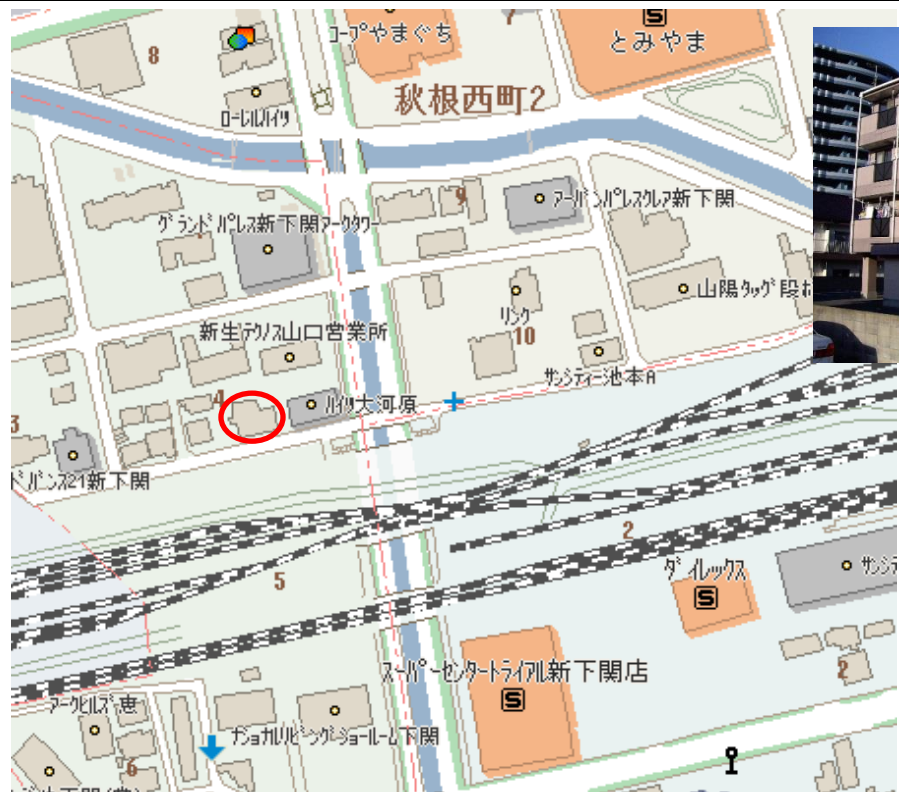 7
S
コープやまぐち
とみやま
8
秋根西町2
ローレルハイツ
9
アーバンパレスクレア新下関
グランドパレス新下関アークタワー
山陽タッグ段ボ
リンク
10
新生テクノス山口営業所
サンシティー池本A
4
ハイツ大河原
3
ドパンス21新下関
2
5
ダイレックス
S
サンシテ
スーパーセンタートライアル新下関店
S
2
アークヒルズ恵
ナショナルリビングショールーム下関
6